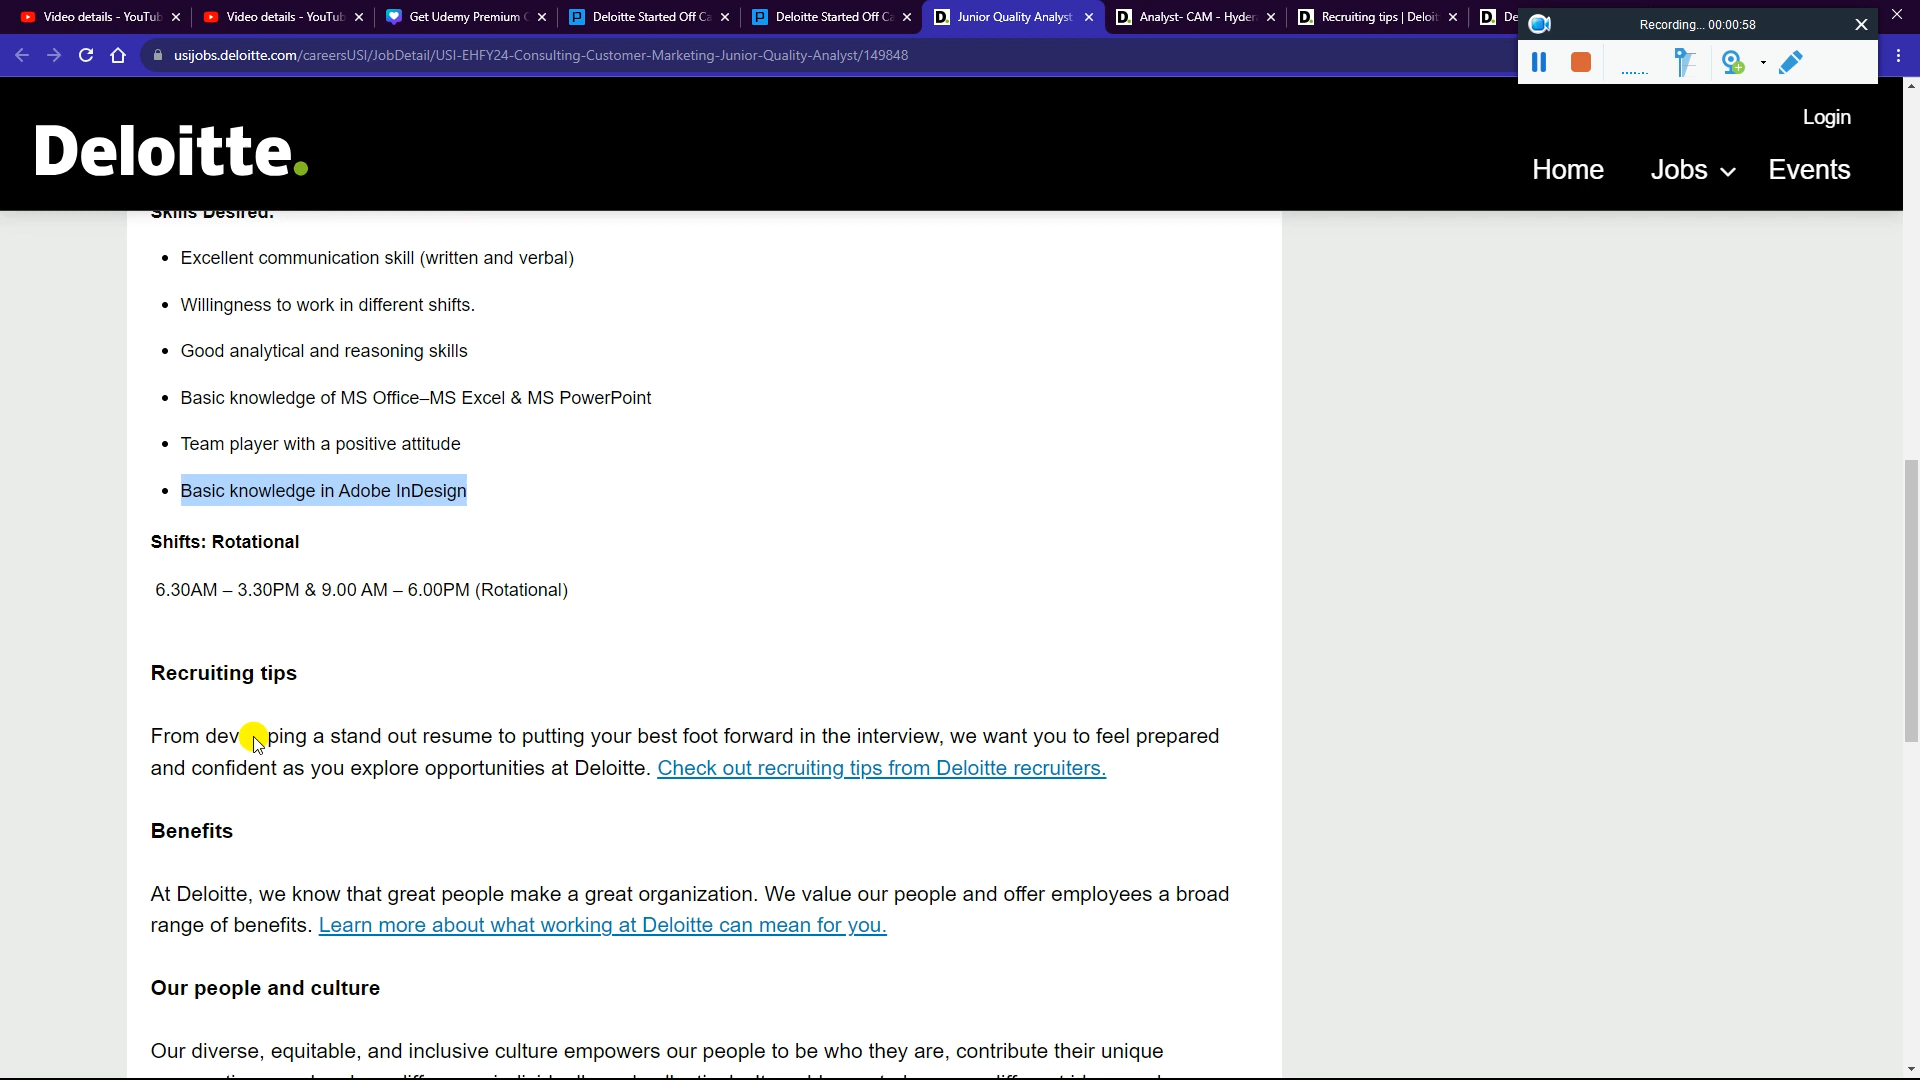 Video details - YouTub
Video details - YouTub
Get Udemy Premium C
Deloitte Started Off Ca
Deloitte Started Off Ca
Junior Quality Analyst
Analyst- CAM - Hyder
Recruiting tips | Deloit
De
Recording... 00:00:58
usijobs.deloitte.com/careersUSI/JobDetail/USI-EHFY24-Consulting-Customer-Marketing-Junior-Quality-Analyst/149848
Login
Deloitte.
Home Jobs Events
Skills Desired:
• Excellent communication skill (written and verbal)
• Willingness to work in different shifts.
• Good analytical and reasoning skills
• Basic knowledge of MS Office–MS Excel & MS PowerPoint
• Team player with a positive attitude
• Basic knowledge in Adobe InDesign
Shifts: Rotational
6.30AM – 3.30PM & 9.00 AM – 6.00PM (Rotational)
Recruiting tips
From developing a stand out resume to putting your best foot forward in the interview, we want you to feel prepared
and confident as you explore opportunities at Deloitte. Check out recruiting tips from Deloitte recruiters.
Benefits
At Deloitte, we know that great people make a great organization. We value our people and offer employees a broad
range of benefits. Learn more about what working at Deloitte can mean for you.
Our people and culture
Our diverse, equitable, and inclusive culture empowers our people to be who they are, contribute their unique